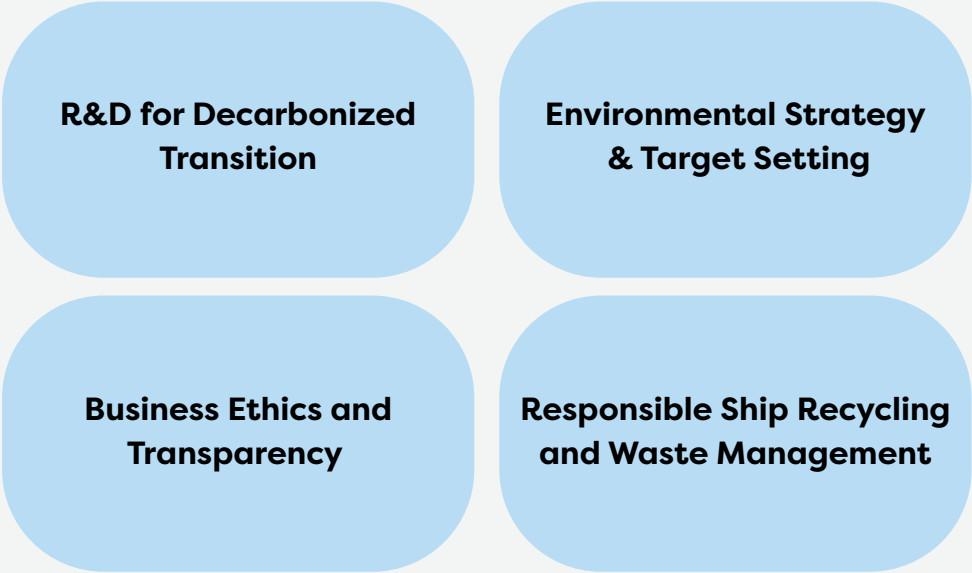 R&D for Decarbonized
Transition
Environmental Strategy
& Target Setting
Business Ethics and
Transparency
Responsible Ship Recycling
and Waste Management